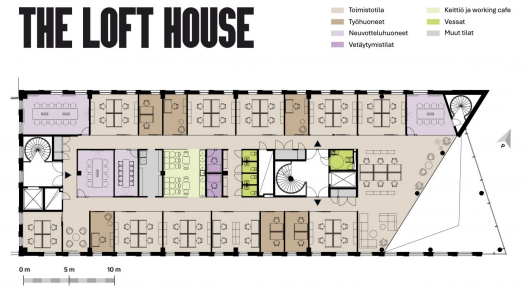 THE LOFT HOUSE
Toimistotila
Työhuoneet
Neuvotteluhuoneet
Vetäytymistilat
Keittiö ja working cafe
Vessat
Muut tilat
P
0 m 5 m 10 m